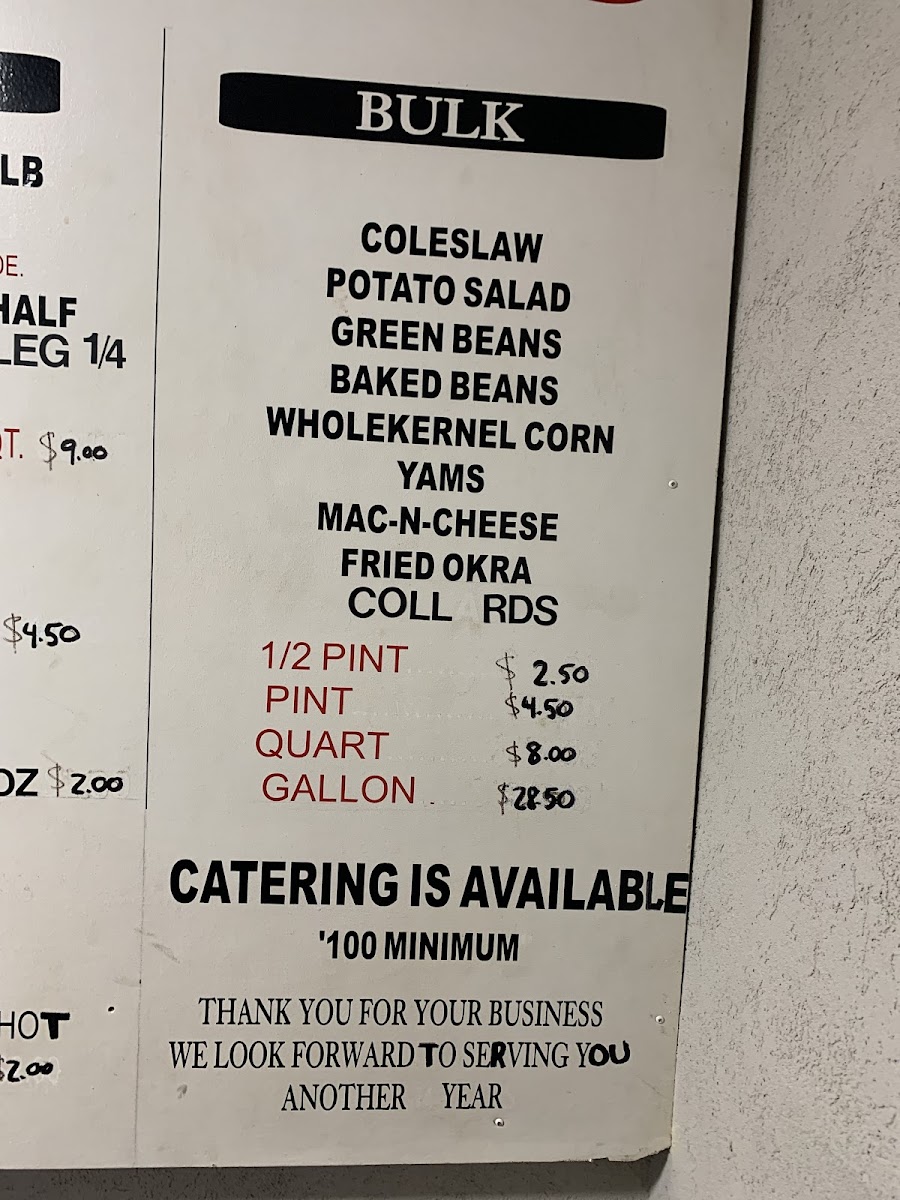 LB
HALF
LEG 1/4
$9.00
$4.50
OZ $2.00
HOT
$2.00
BULK
COLESLAW
POTATO SALAD
GREEN BEANS
BAKED BEANS
WHOLEKERNEL CORN
YAMS
MAC-N-CHEESE
FRIED OKRA
COLL RDS
1/2 PINT $ 2.50
PINT $4.50
QUART $8.00
GALLON $28.50
CATERING IS AVAILABLE
'100 MINIMUM
THANK YOU FOR YOUR BUSINESS
WE LOOK FORWARD TO SERVING YOU
ANOTHER YEAR